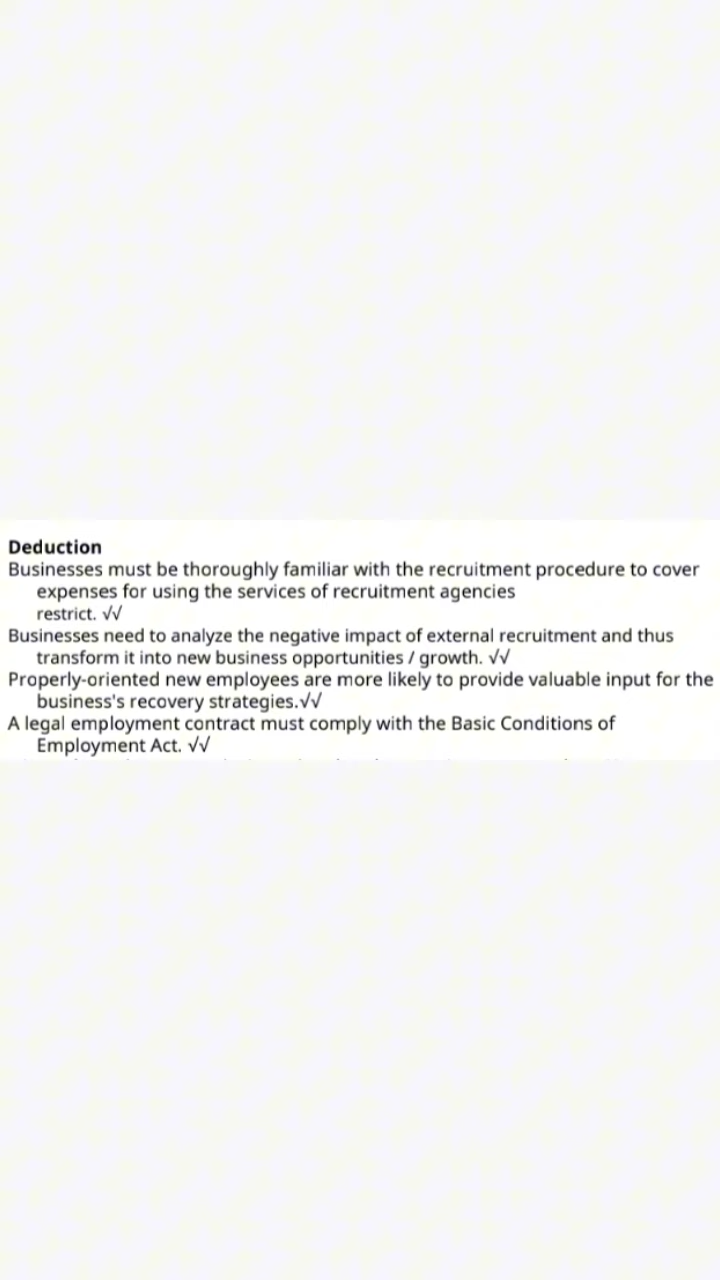 Deduction
Businesses must be thoroughly familiar with the recruitment procedure to cover
expenses for using the services of recruitment agencies
restrict. √√
Businesses need to analyze the negative impact of external recruitment and thus
transform it into new business opportunities / growth. √√
Properly-oriented new employees are more likely to provide valuable input for the
business's recovery strategies.√√
A legal employment contract must comply with the Basic Conditions of
Employment Act. √√